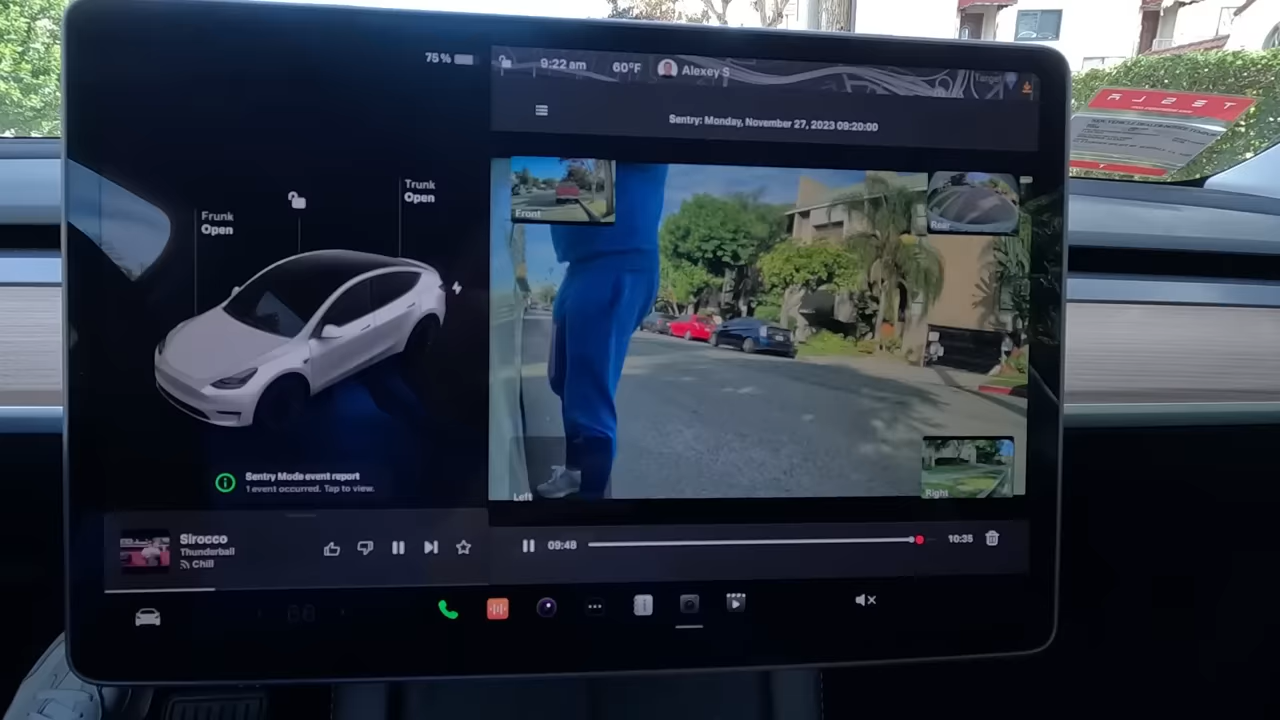 75%
9:22 am 60°F Alexey S
Target
Sentry: Monday, November 27, 2023 09:20:00
Frunk
Open
Trunk
Open
Front
Left
Right
Sentry Mode event report
1 event occurred. Tap to view.
Sirocco
Thunderball
Chill
09:48
10:35
TESLA